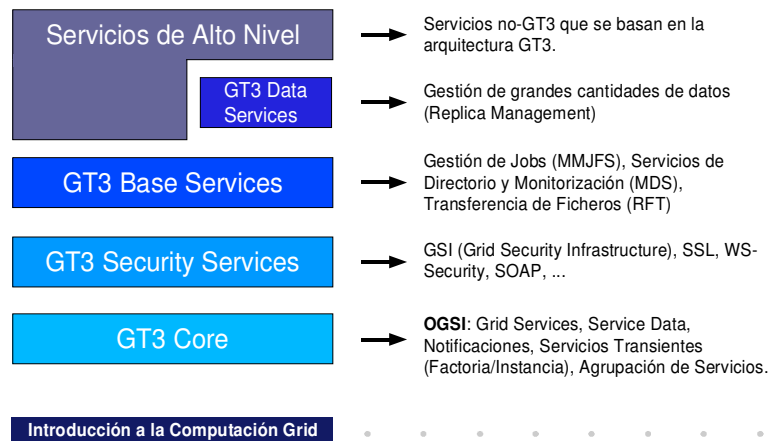 Servicios de Alto Nivel
Servicios no-GT3 que se basan en la
arquitectura GT3.
GT3 Data
Services
Gestión de grandes cantidades de datos
(Replica Management)
GT3 Base Services
Gestión de Jobs (MMJFS), Servicios de
Directorio y Monitorización (MDS),
Transferencia de Ficheros (RFT)
GT3 Security Services
GSI (Grid Security Infrastructure), SSL, WS-
Security, SOAP, ...
GT3 Core
OGSI: Grid Services, Service Data,
Notificaciones, Servicios Transientes
(Factoria/Instancia), Agrupación de Servicios.
Introducción a la Computación Grid